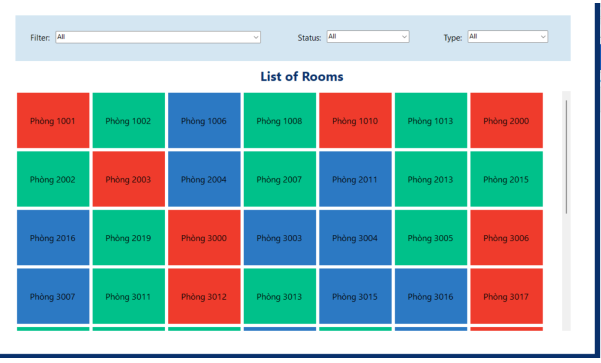 Filter: All Status: All Type: All
List of Rooms
Phòng 1001 Phòng 1002 Phòng 1006 Phòng 1008 Phòng 1010 Phòng 1013 Phòng 2000
Phòng 2002 Phòng 2003 Phòng 2004 Phòng 2007 Phòng 2011 Phòng 2013 Phòng 2015
Phòng 2016 Phòng 2019 Phòng 3000 Phòng 3003 Phòng 3004 Phòng 3005 Phòng 3006
Phòng 3007 Phòng 3011 Phòng 3012 Phòng 3013 Phòng 3015 Phòng 3016 Phòng 3017